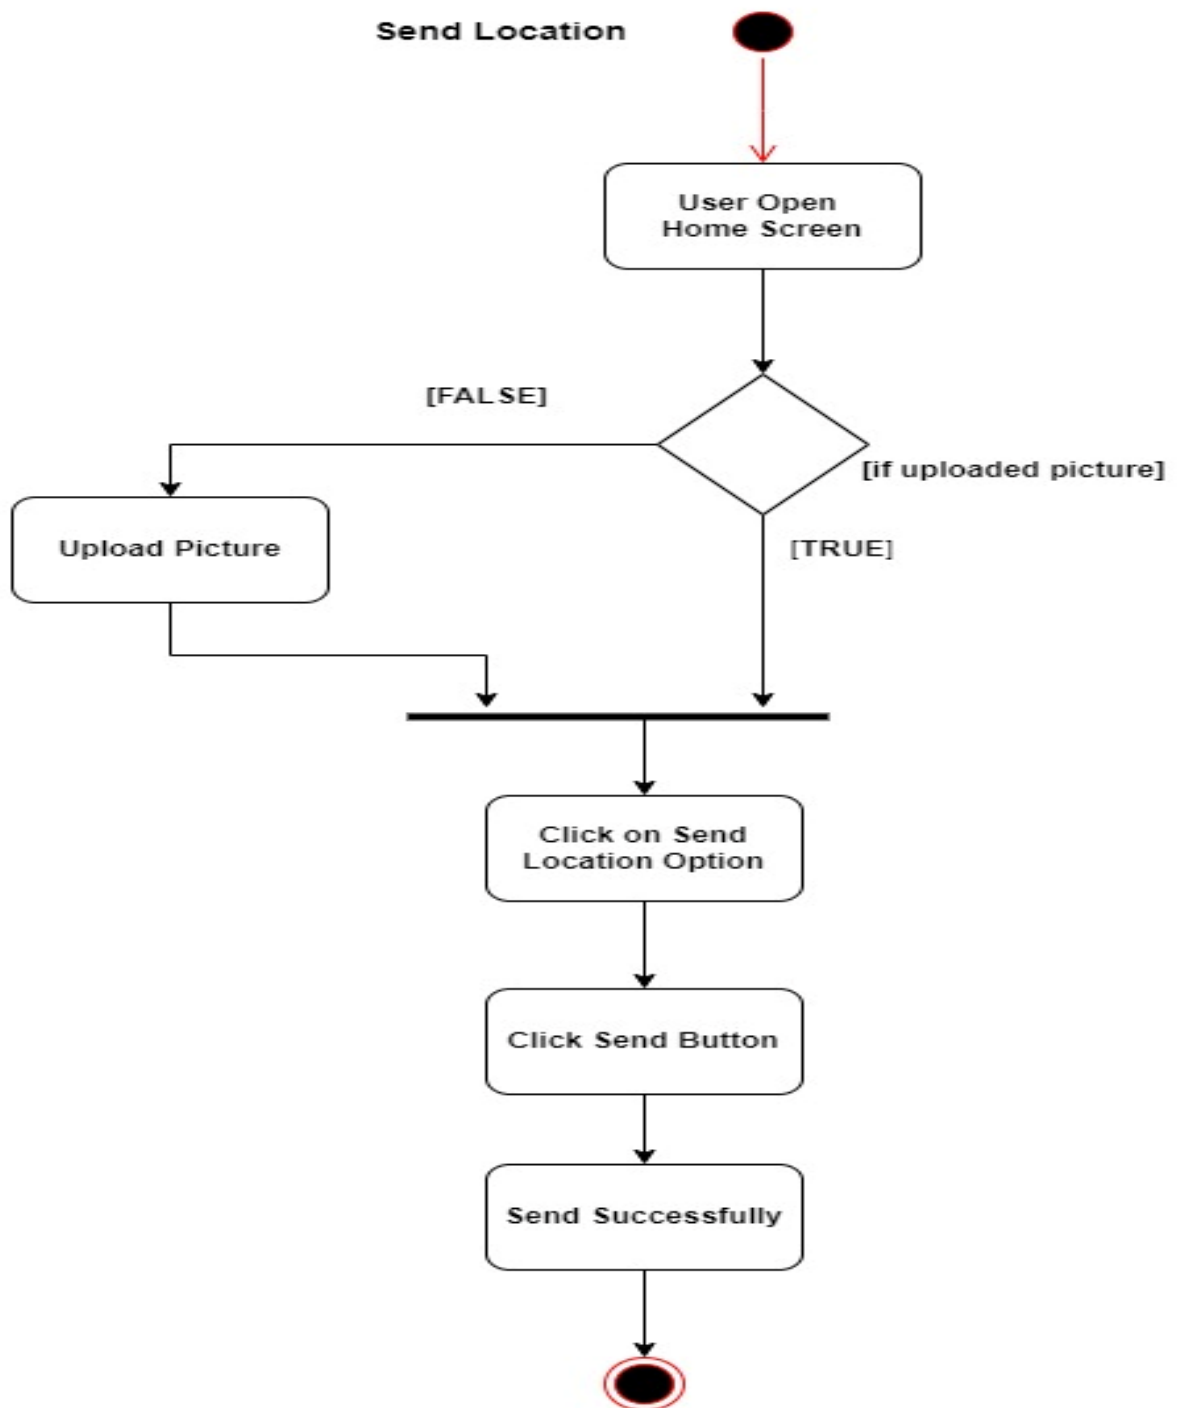 Send Location
User Open
Home Screen
[FALSE]
[if uploaded picture]
Upload Picture
[TRUE]
Click on Send
Location Option
Click Send Button
Send Successfully